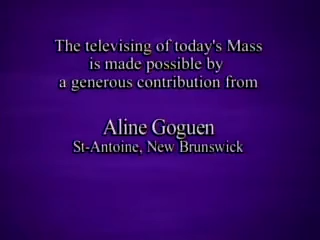 The televising of today's Mass
is made possible by
a generous contribution from
Aline Goguen
St-Antoine, New Brunswick